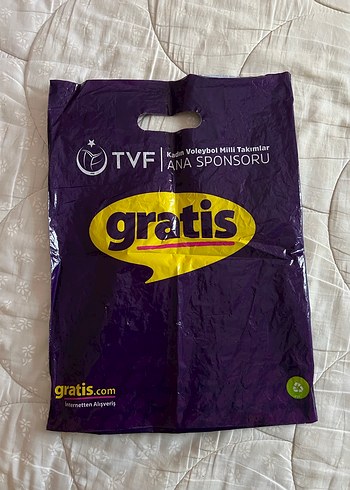 TVF
Kadın Voleybol Milli Takımlar
ANA SPONSORU
gratis
gratis.com
İnternetten Alışveriş